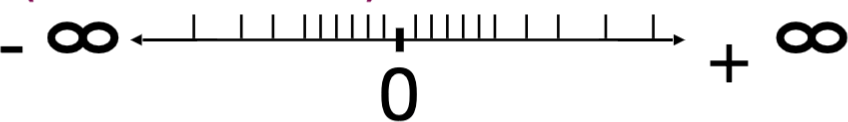 - ∞ + ∞
0